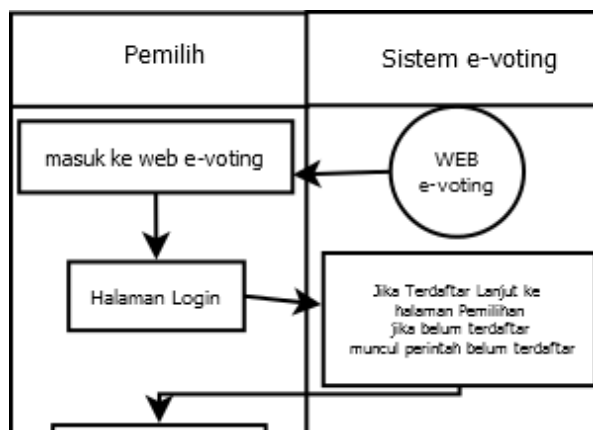 Pemilih
Sistem e-voting
masuk ke web e-voting
WEB
e-voting
Halaman Login
Jika Terdaftar Lanjut ke
halaman Pemilihan
jika belum terdaftar
muncul perintah belum terdaftar